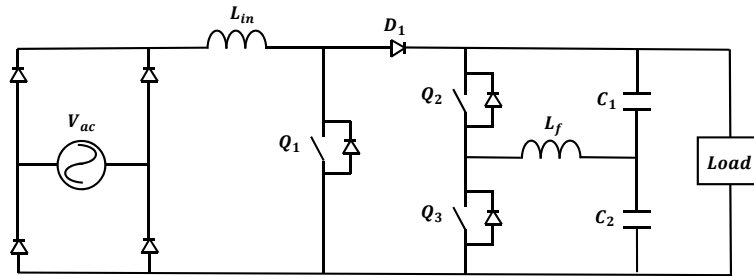 L_in
D_1
V_ac
Q_1
Q_2
Q_3
L_f
C_1
C_2
Load